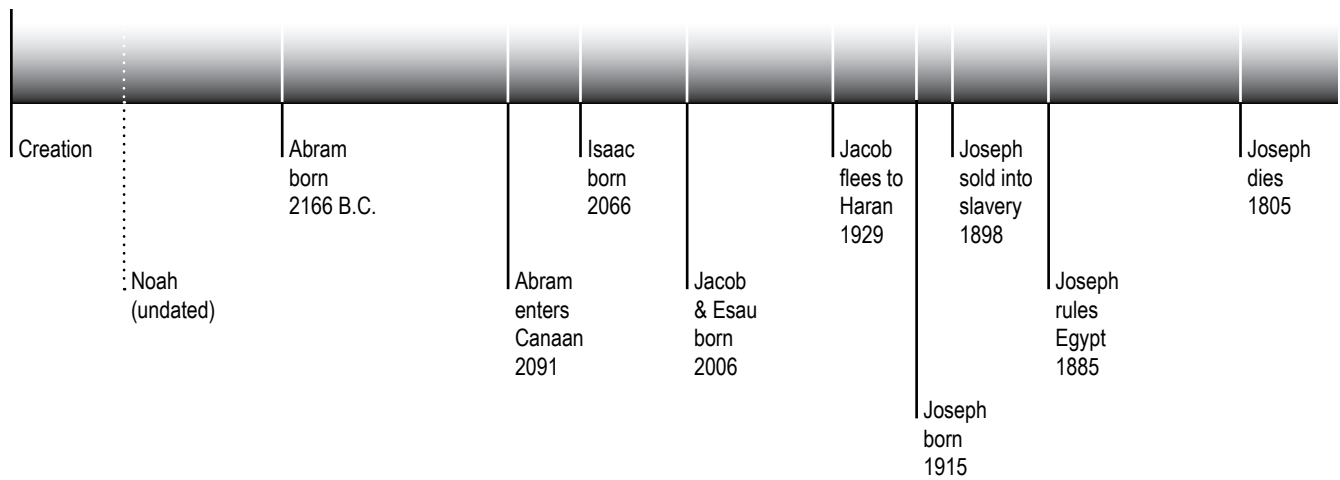 Creation
Noah
(undated)
Abram
born
2166 B.C.
Abram
enters
Canaan
2091
Isaac
born
2066
Jacob
& Esau
born
2006
Jacob
flees to
Haran
1929
Joseph
born
1915
Joseph
sold into
slavery
1898
Joseph
rules
Egypt
1885
Joseph
dies
1805